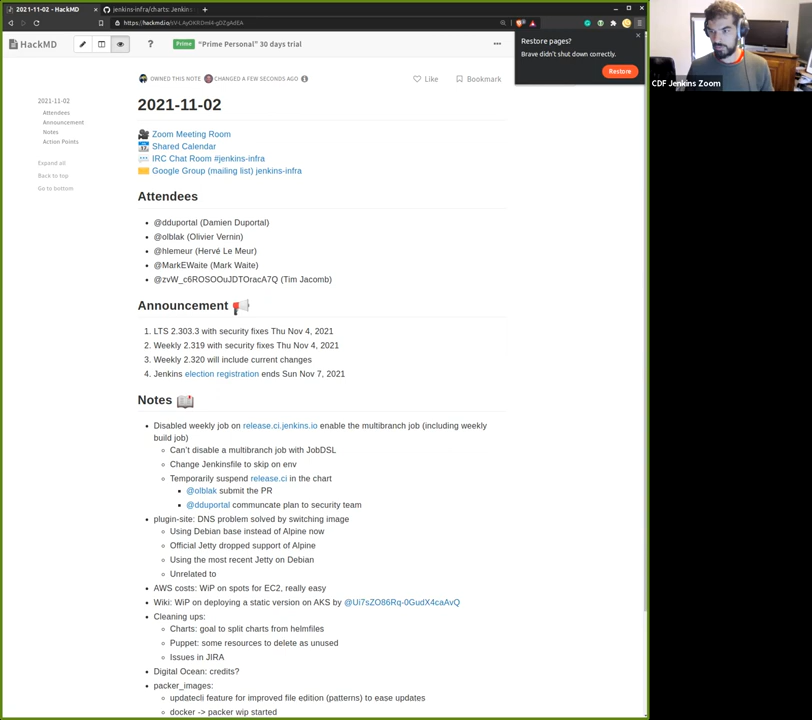 2021-11-02 - HackMD
jenkins-infra/charts: Jenkin
https://hackmd.io
HackMD
Prime
"Prime Personal" 30 days trial
Restore pages?
Brave didn't shut down correctly.
Restore
CDF Jenkins Zoom
OWNED THIS NOTE
CHANGED A FEW SECONDS AGO
Like
Bookmark
2021-11-02
Attendees
Announcement
Notes
Action Points
Expand all
Back to top
Go to bottom
2021-11-02
Zoom Meeting Room
Shared Calendar
IRC Chat Room #jenkins-infra
Google Group (mailing list) jenkins-infra
Attendees
@dduportal (Damien Duportal)
@olblak (Olivier Vernin)
@hlemeur (Hervé Le Meur)
@MarkEWaite (Mark Waite)
@zvW_c6ROSOOuJDTOracA7Q (Tim Jacomb)
Announcement
1. LTS 2.303.3 with security fixes Thu Nov 4, 2021
2. Weekly 2.319 with security fixes Thu Nov 4, 2021
3. Weekly 2.320 will include current changes
4. Jenkins election registration ends Sun Nov 7, 2021
Notes
Disabled weekly job on release.ci.jenkins.io enable the multibranch job (including weekly
build job)
Can't disable a multibranch job with JobDSL
Change Jenkinsfile to skip on env
Temporarily suspend release.ci in the chart
@olblak submit the PR
@dduportal communcate plan to security team
plugin-site: DNS problem solved by switching image
Using Debian base instead of Alpine now
Official Jetty dropped support of Alpine
Using the most recent Jetty on Debian
Unrelated to
AWS costs: WiP on spots for EC2, really easy
Wiki: WiP on deploying a static version on AKS by @Ui7sZO86Rq-0GudX4caAvQ
Cleaning ups:
Charts: goal to split charts from helmfiles
Puppet: some resources to delete as unused
Issues in JIRA
Digital Ocean: credits?
packer_images:
updatecli feature for improved file edition (patterns) to ease updates
docker -> packer wip started